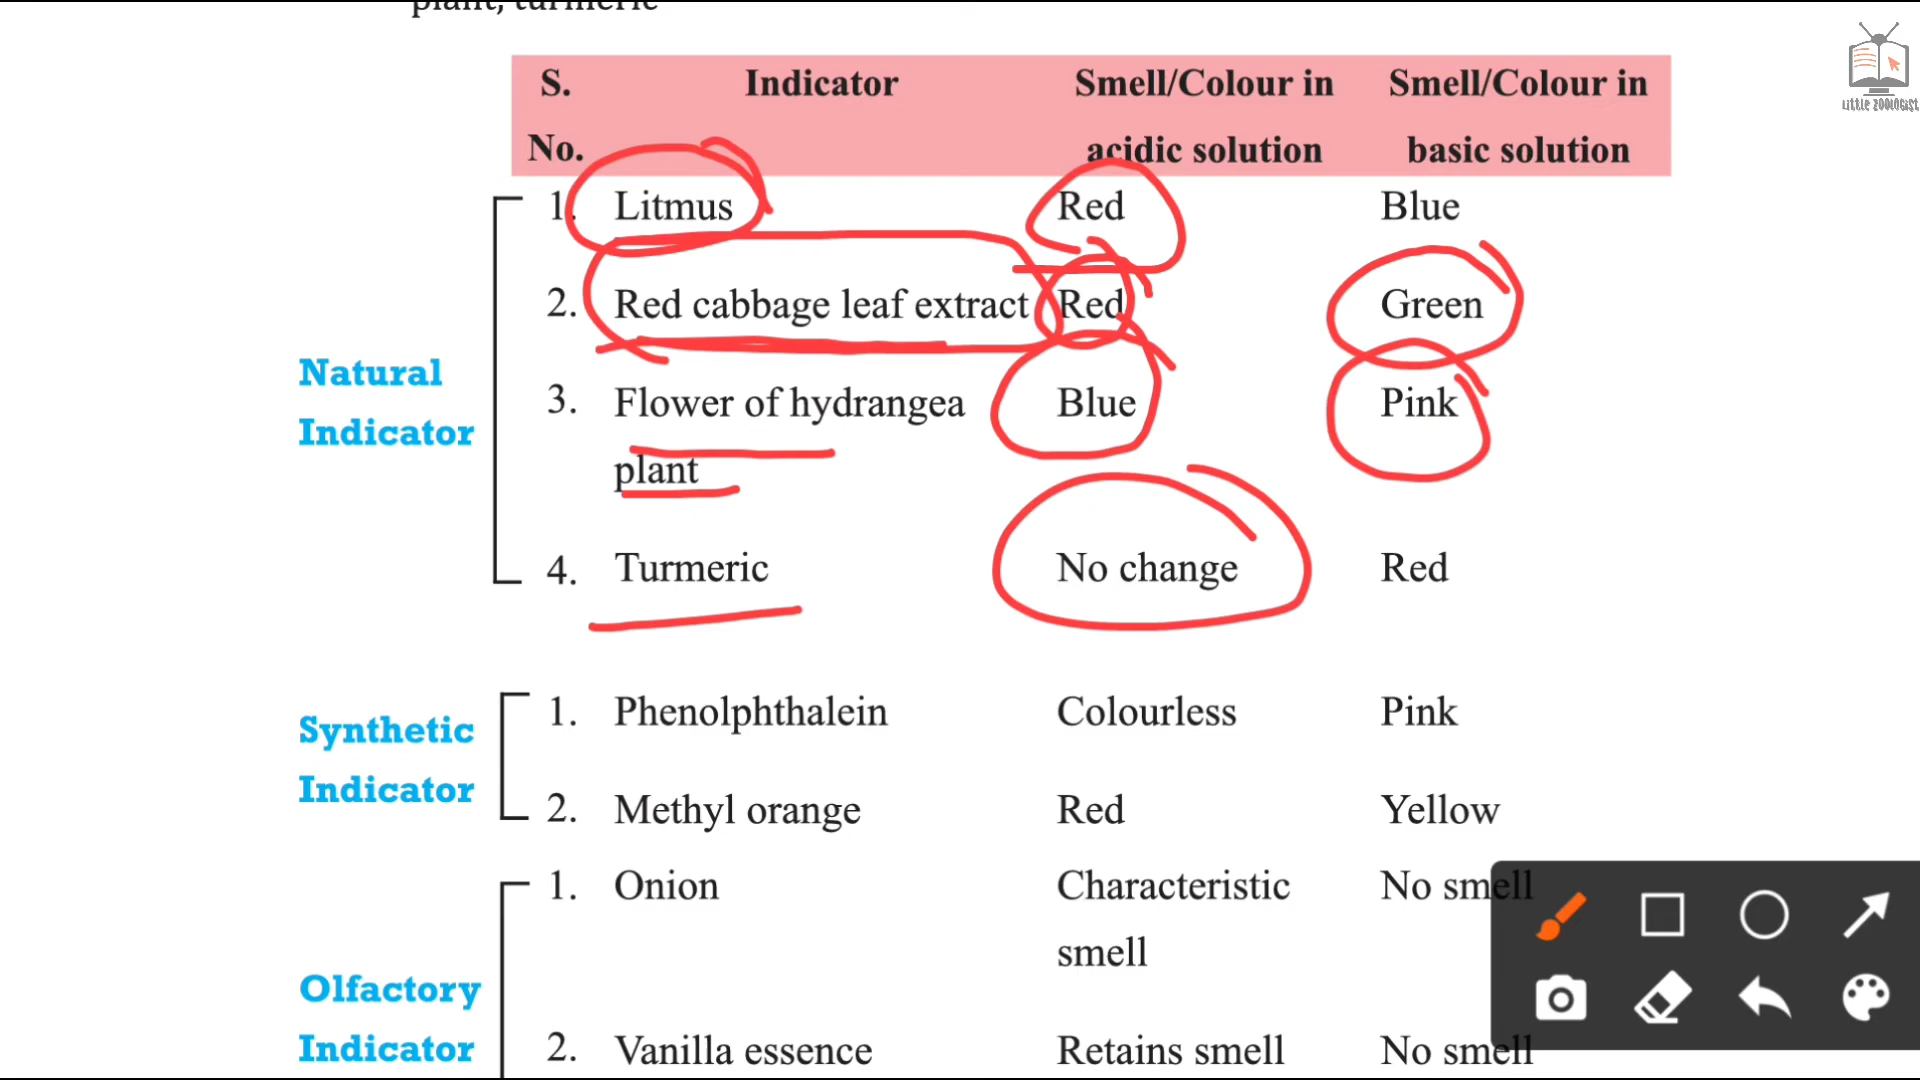 plant, turmeric
LITTLE ZOOLOGIST
S. Indicator Smell/Colour in Smell/Colour in
No. acidic solution basic solution
1. Litmus Red Blue
2. Red cabbage leaf extract Red Green
Natural
Indicator
3. Flower of hydrangea Blue Pink
plant
4. Turmeric No change Red
Synthetic
Indicator
1. Phenolphthalein Colourless Pink
2. Methyl orange Red Yellow
1. Onion Characteristic No smell
smell
Olfactory
Indicator
2. Vanilla essence Retains smell No smell